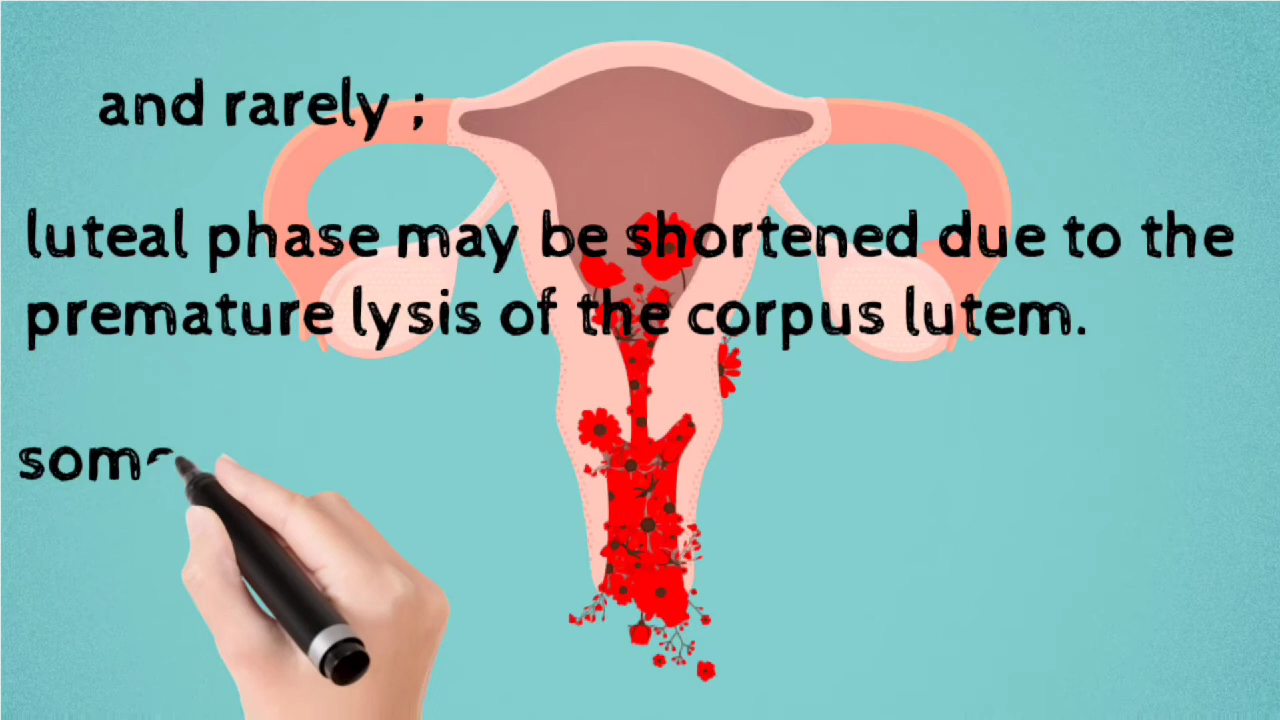 and rarely ;
luteal phase may be shortened due to the
premature lysis of the corpus lutem.